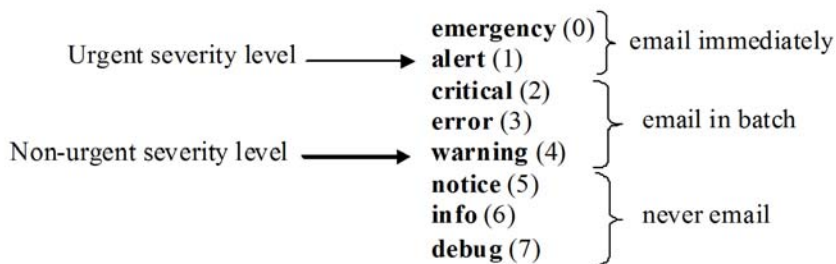 emergency (0)
alert (1)
critical (2)
error (3)
warning (4)
notice (5)
info (6)
debug (7)
Urgent severity level
Non-urgent severity level
email immediately
email in batch
never email